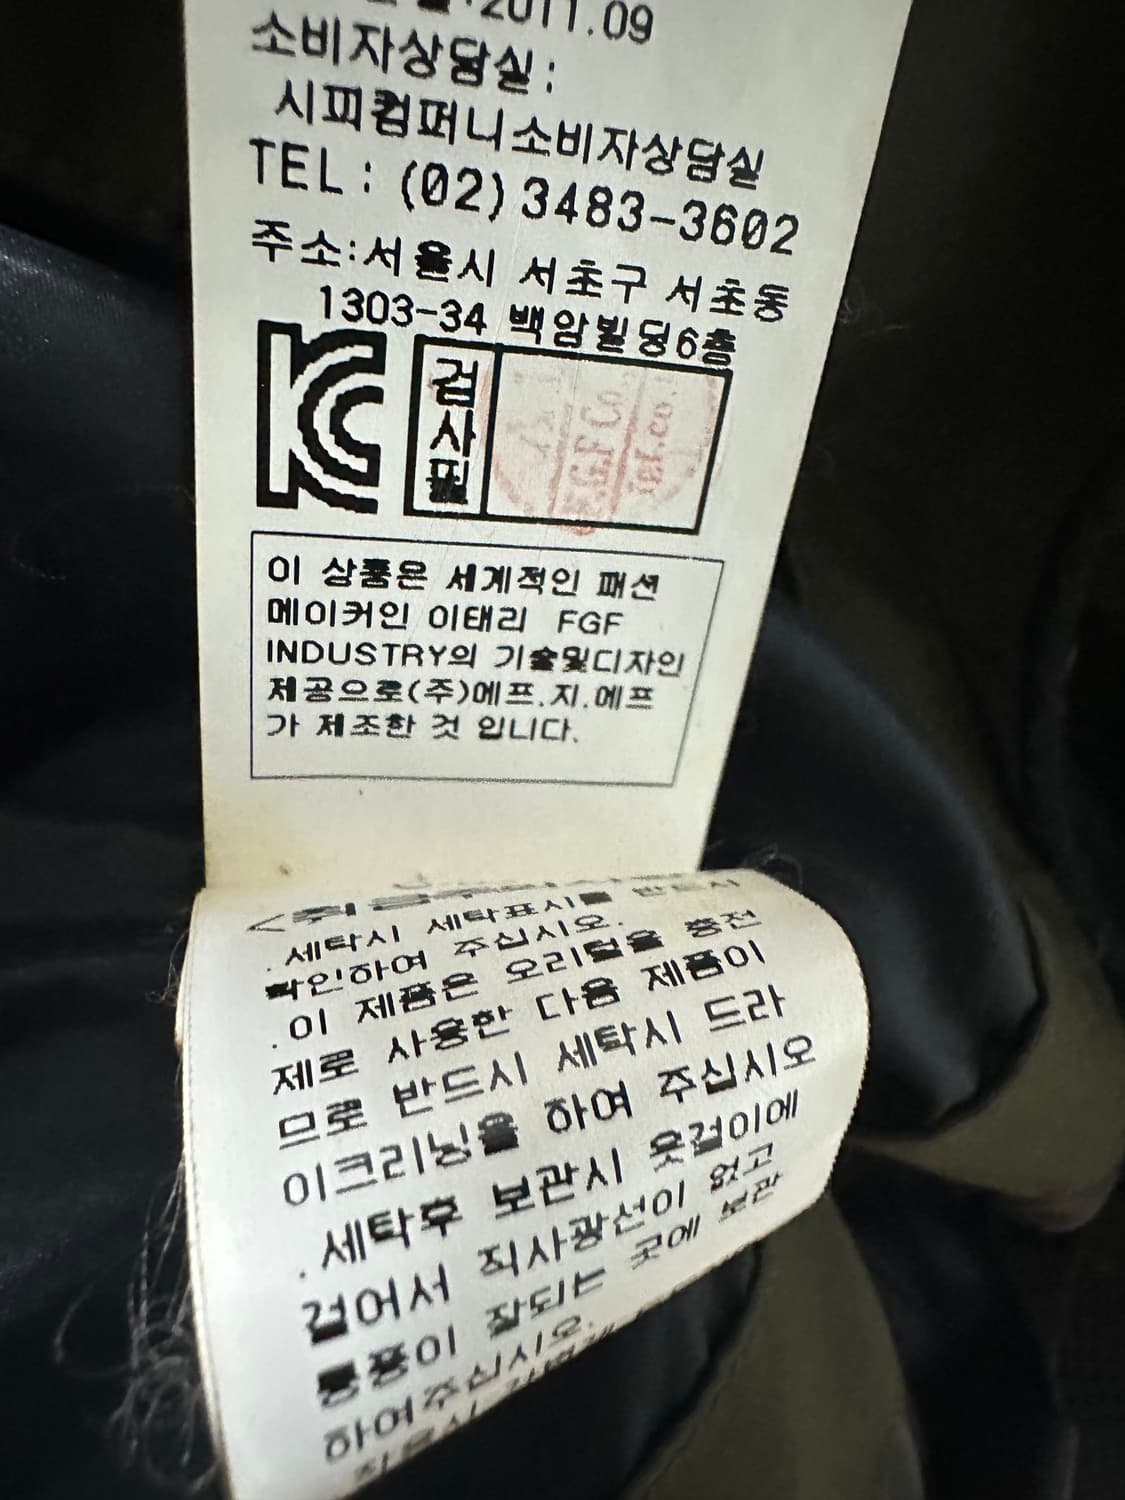 2011.09
소비자상담실:
시피컴퍼니소비자상담실
TEL: (02)3483-3602
주소:서울시 서초구 서초동
1303-34 백암빌딩6층
KC
검사필
이 상품은 세계적인 패션
메이커인 이태리 FGF
INDUSTRY의 기술및디자인
제공으로(주)에프.지.에프
가 제조한 것 입니다.
.세탁시 세탁표시를 반드시
확인하여 주십시오.
.이 제품은 오리털을 충전
제로 사용한 다음 제품이
므로 반드시 세탁시 드라
이크리닝을 하여 주십시오
.세탁후 보관시 옷걸이에
걸어서 직사광선이 없고
통풍이 잘되는 곳에 보관
하여주십시오.